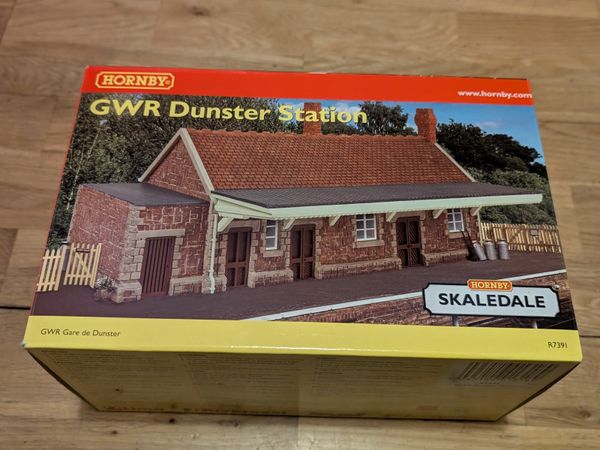 HORNBY®
www.hornby.com
GWR Dunster Station
HORNBY
SKALEDALE
GWR Gare de Dunster
R7391